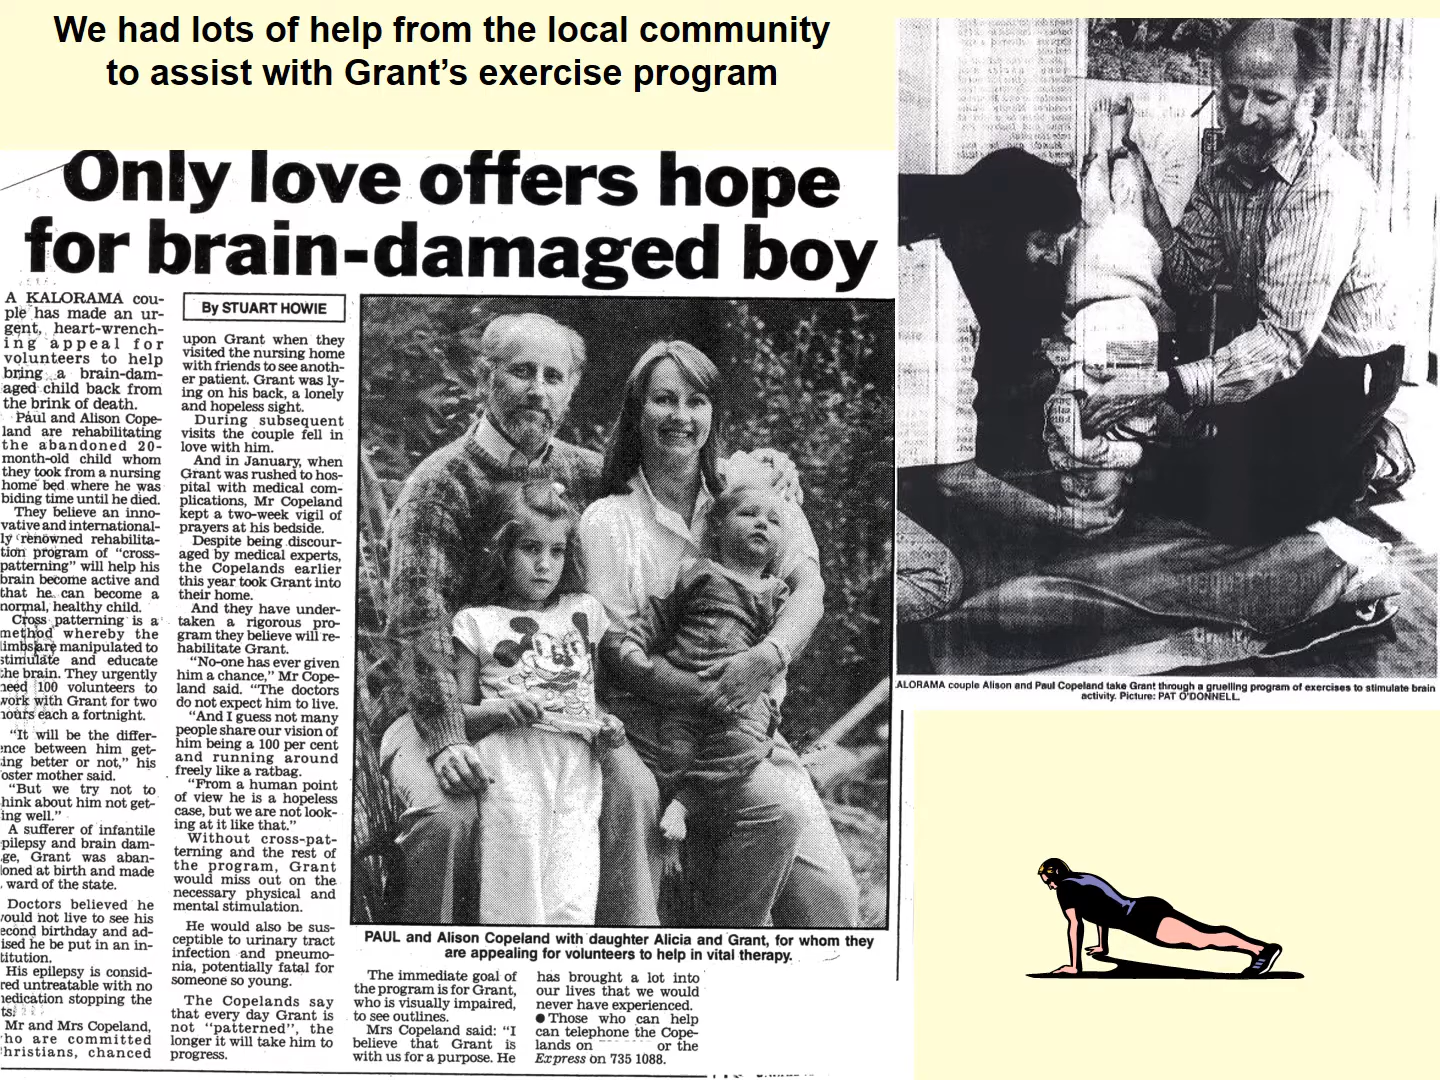 We had lots of help from the local community
to assist with Grant's exercise program
Only love offers hope
for brain-damaged boy
A KALORAMA cou-
ple has made an ur-
gent, heart-wrench-
ing appeal for
volunteers to help
bring a brain-dam-
aged child back from
the brink of death.
Paul and Alison Cope-
land are rehabilitating
the abandoned 20-
month-old child whom
they took from a nursing
home bed where he was
biding time until he died.
They believe an inno-
vative and international-
ly renowned rehabilita-
tion program of "cross-
patterning" will help his
brain become active and
that he can become a
normal, healthy child.
Cross patterning is a
method whereby the
limbs are manipulated to
stimulate and educate
the brain. They urgently
need 100 volunteers to
work with Grant for two
hours each a fortnight.
"It will be the differ-
ence between him get-
ting better or not," his
oster mother said.
"But we try not to
hink about him not get-
ing well."
A sufferer of infantile
pilepsy and brain dam-
ge, Grant was aban-
oned at birth and made
ward of the state.
Doctors believed he
ould not live to see his
econd birthday and ad-
ised he be put in an in-
titution.
His epilepsy is consid-
red untreatable with no
edication stopping the
ts.
Mr and Mrs Copeland,
ho are committed
hristians, chanced
By STUART HOWIE
upon Grant when they
visited the nursing home
with friends to see anoth-
er patient. Grant was ly-
ing on his back, a lonely
and hopeless sight.
During subsequent
visits the couple fell in
love with him.
And in January, when
Grant was rushed to hos-
pital with medical com-
plications, Mr Copeland
kept a two-week vigil of
prayers at his bedside.
Despite being discour-
aged by medical experts,
the Copelands earlier
this year took Grant into
their home.
And they have under-
taken a rigorous pro-
gram they believe will re-
habilitate Grant.
"No-one has ever given
him a chance," Mr Cope-
land said. "The doctors
do not expect him to live.
"And I guess not many
people share our vision of
him being a 100 per cent
and running around
freely like a ratbag.
"From a human point
of view he is a hopeless
case, but we are not look-
ing at it like that."
Without cross-pat-
terning and the rest of
the program, Grant
would miss out on the
necessary physical and
mental stimulation.
He would also be sus-
ceptible to urinary tract
infection and pneumo-
nia, potentially fatal for
someone so young.
The Copelands say
that every day Grant is
not "patterned", the
longer it will take him to
progress.
PAUL and Alison Copeland with daughter Alicia and Grant, for whom they
are appealing for volunteers to help in vital therapy.
The immediate goal of
the program is for Grant,
who is visually impaired,
to see outlines.
Mrs Copeland said: "I
believe that Grant is
with us for a purpose. He
has brought a lot into
our lives that we would
never have experienced.
● Those who can help
can telephone the Cope-
lands on or the
Express on 735 1088.
ALORAMA couple Alison and Paul Copeland take Grant through a gruelling program of exercises to stimulate brain
activity. Picture: PAT O'DONNELL.